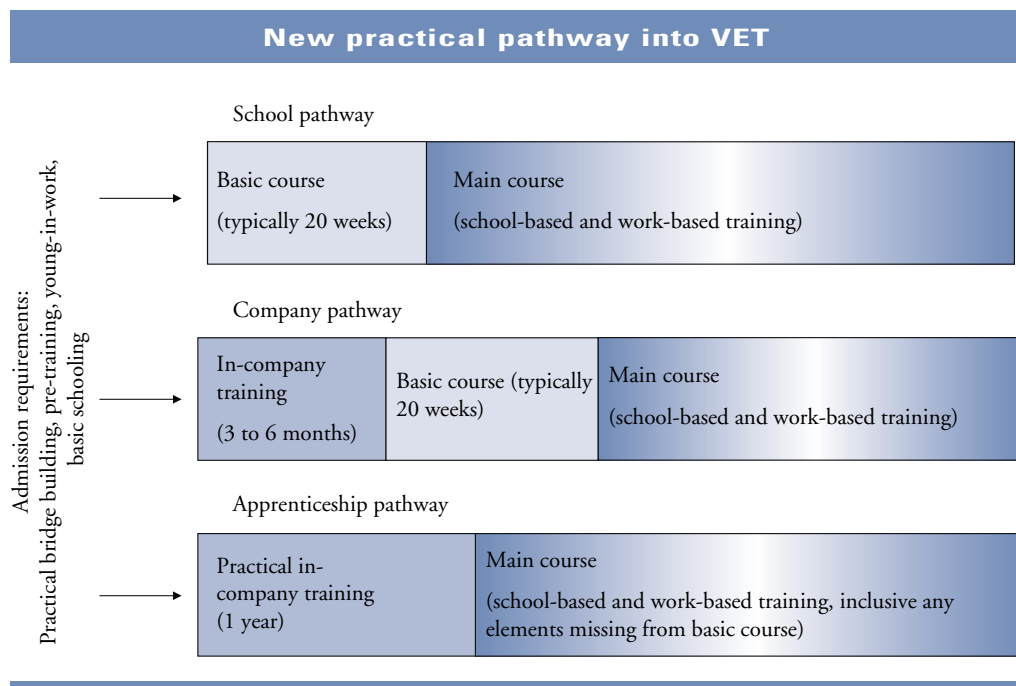 New practical pathway into VET
Admission requirements:
Practical bridge building, pre-training, young-in-work,
basic schooling
School pathway
Basic course
(typically 20 weeks)
Main course
(school-based and work-based training)
Company pathway
In-company
training
(3 to 6 months)
Basic course (typically
20 weeks)
Main course
(school-based and work-based training)
Apprenticeship pathway
Practical in-
company training
(1 year)
Main course
(school-based and work-based training, inclusive any
elements missing from basic course)